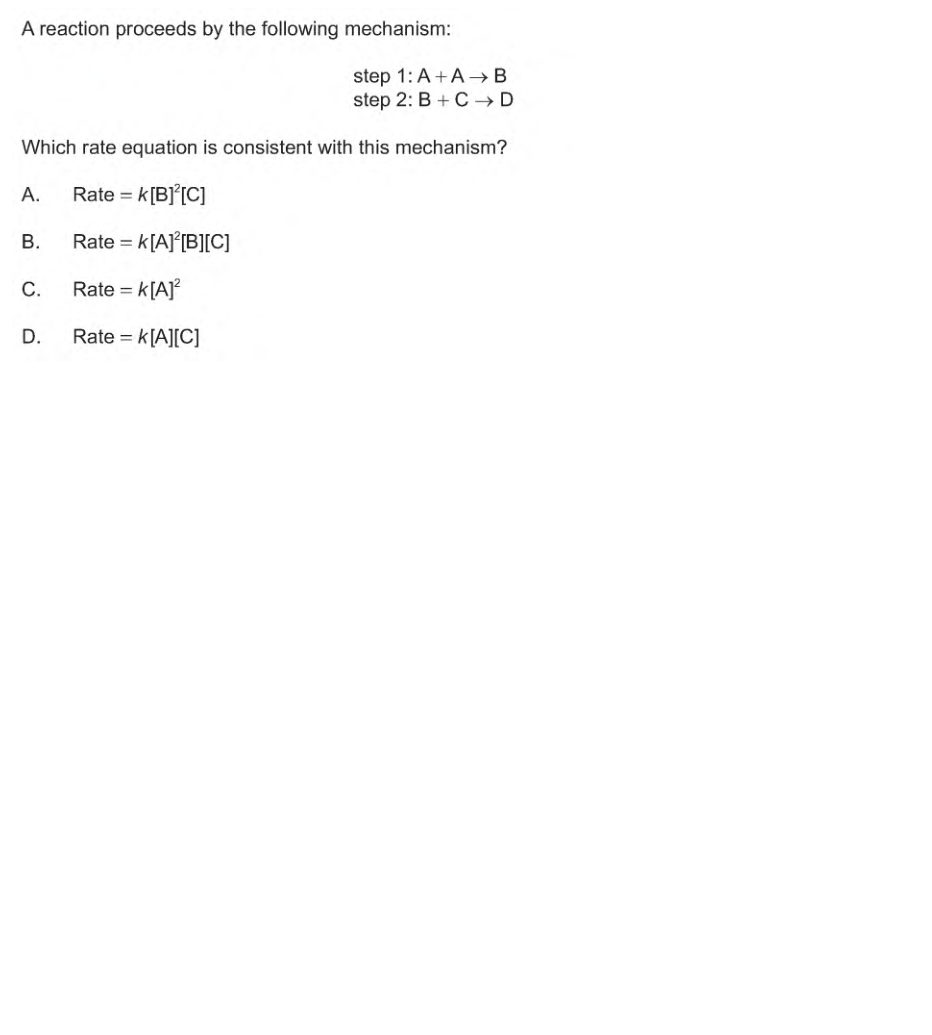 A reaction proceeds by the following mechanism:
step 1: A + A → B
step 2: B + C → D
Which rate equation is consistent with this mechanism?
A. Rate = k[B]²[C]
B. Rate = k[A]²[B][C]
C. Rate = k[A]²
D. Rate = k[A][C]